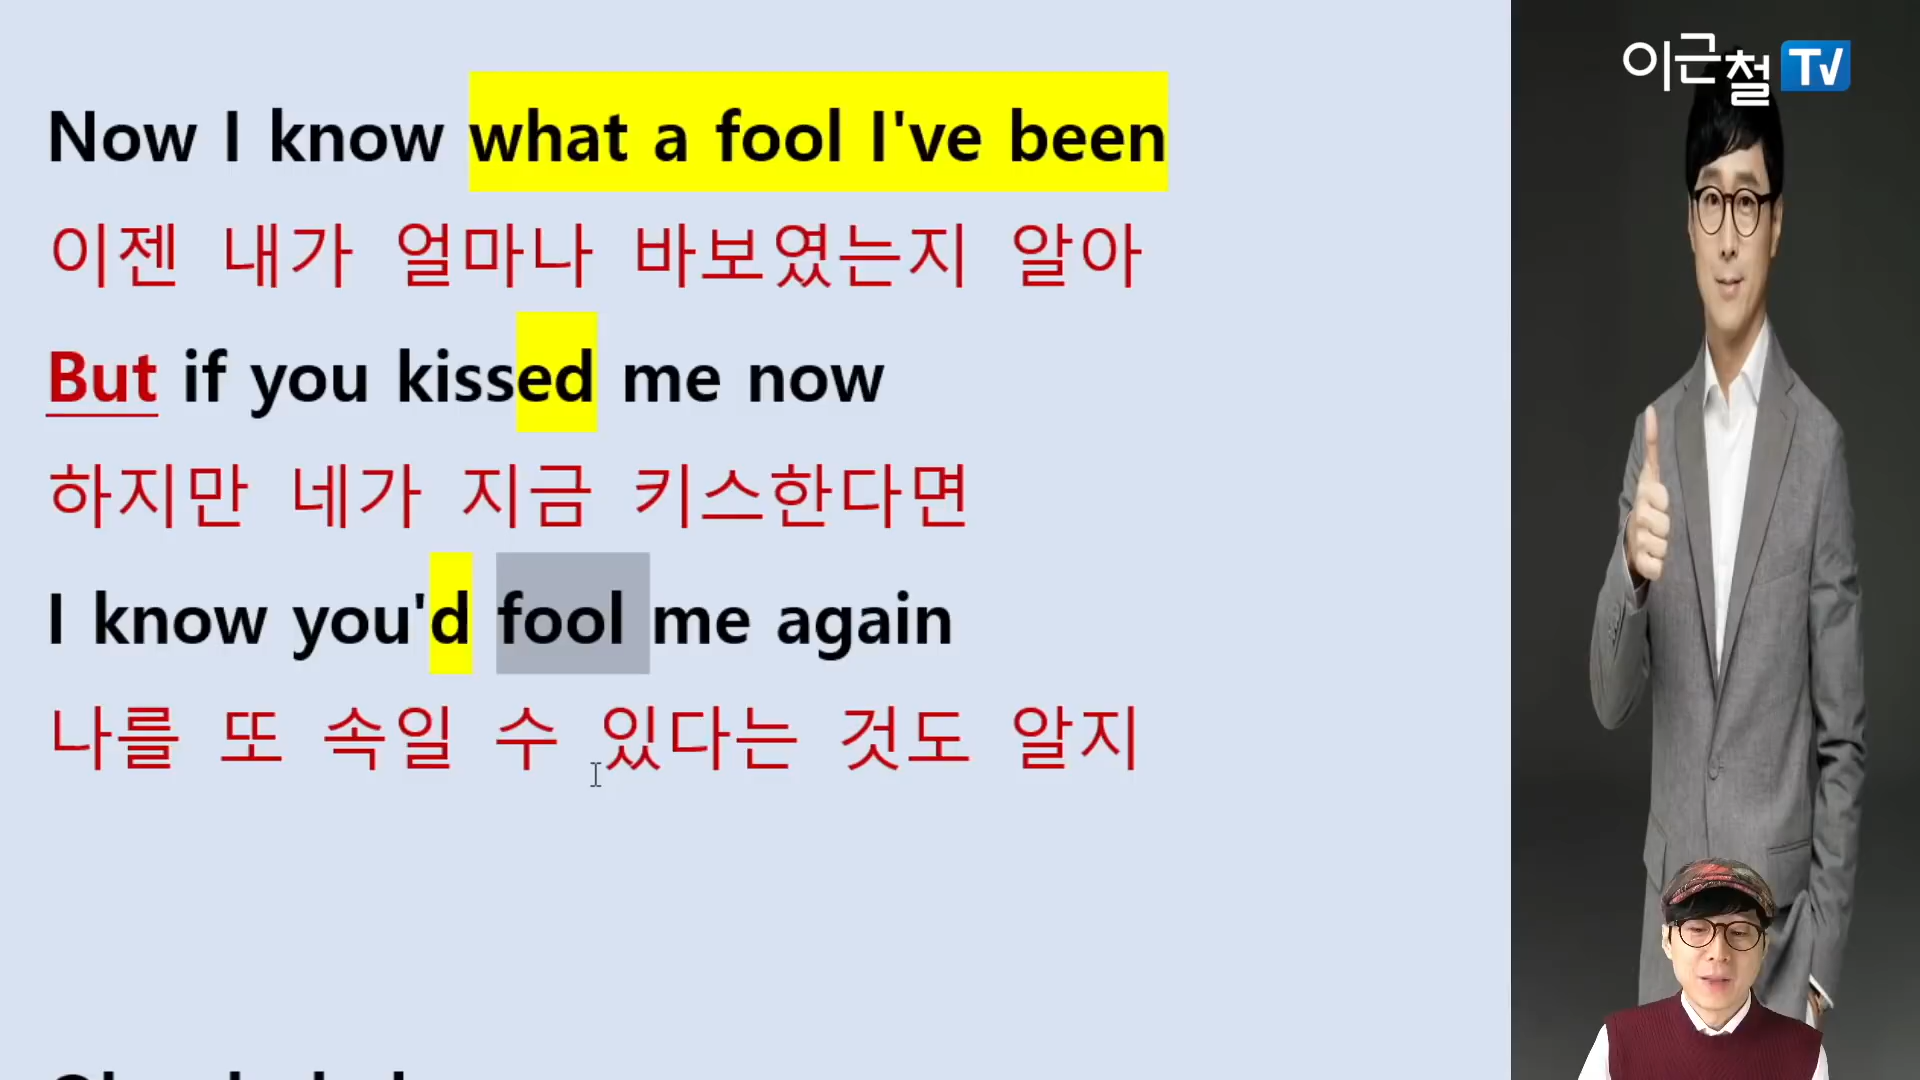 이근철 TV
Now I know what a fool I've been
이젠 내가 얼마나 바보였는지 알아
But if you kissed me now
하지만 네가 지금 키스한다면
I know you'd fool me again
나를 또 속일 수 있다는 것도 알지